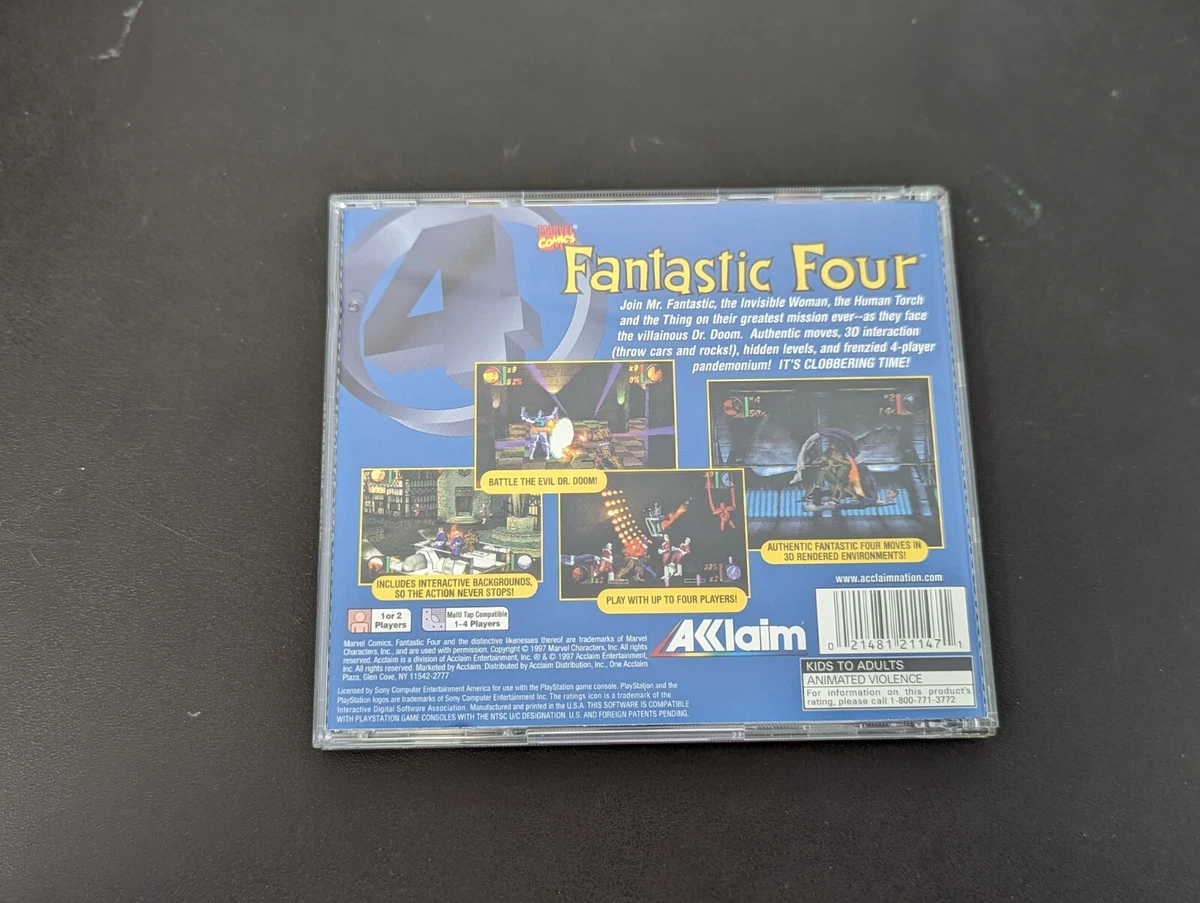 MARVEL COMICS
Fantastic Four™
Join Mr. Fantastic, the Invisible Woman, the Human Torch
and the Thing on their greatest mission ever--as they face
the villainous Dr. Doom. Authentic moves, 3D interaction
(throw cars and rocks!), hidden levels, and frenzied 4-player
pandemonium! IT'S CLOBBERING TIME!
4
BATTLE THE EVIL DR. DOOM!
AUTHENTIC FANTASTIC FOUR MOVES IN
3D RENDERED ENVIRONMENTS!
INCLUDES INTERACTIVE BACKGROUNDS,
SO THE ACTION NEVER STOPS!
PLAY WITH UP TO FOUR PLAYERS!
www.acclaimnation.com
1 or 2
Players
Multi Tap Compatible
1-4 Players
AKKlaim
0 21481 21147 1
Marvel Comics, Fantastic Four and the distinctive likenesses thereof are trademarks of Marvel
Characters, Inc., and are used with permission. Copyright © 1997 Marvel Characters, Inc. All rights
reserved. Acclaim is a division of Acclaim Entertainment, Inc. ® & © 1997 Acclaim Entertainment,
Inc. All rights reserved. Marketed by Acclaim. Distributed by Acclaim Distribution, Inc., One Acclaim
Plaza, Glen Cove, NY 11542-2777
Licensed by Sony Computer Entertainment America for use with the PlayStation game console. PlayStation and the
PlayStation logos are trademarks of Sony Computer Entertainment Inc. The ratings icon is a trademark of the
Interactive Digital Software Association. Manufactured and printed in the U.S.A. THIS SOFTWARE IS COMPATIBLE
WITH PLAYSTATION GAME CONSOLES WITH THE NTSC U/C DESIGNATION. U.S. AND FOREIGN PATENTS PENDING.
KIDS TO ADULTS
ANIMATED VIOLENCE
For information on this product's
rating, please call 1-800-771-3772